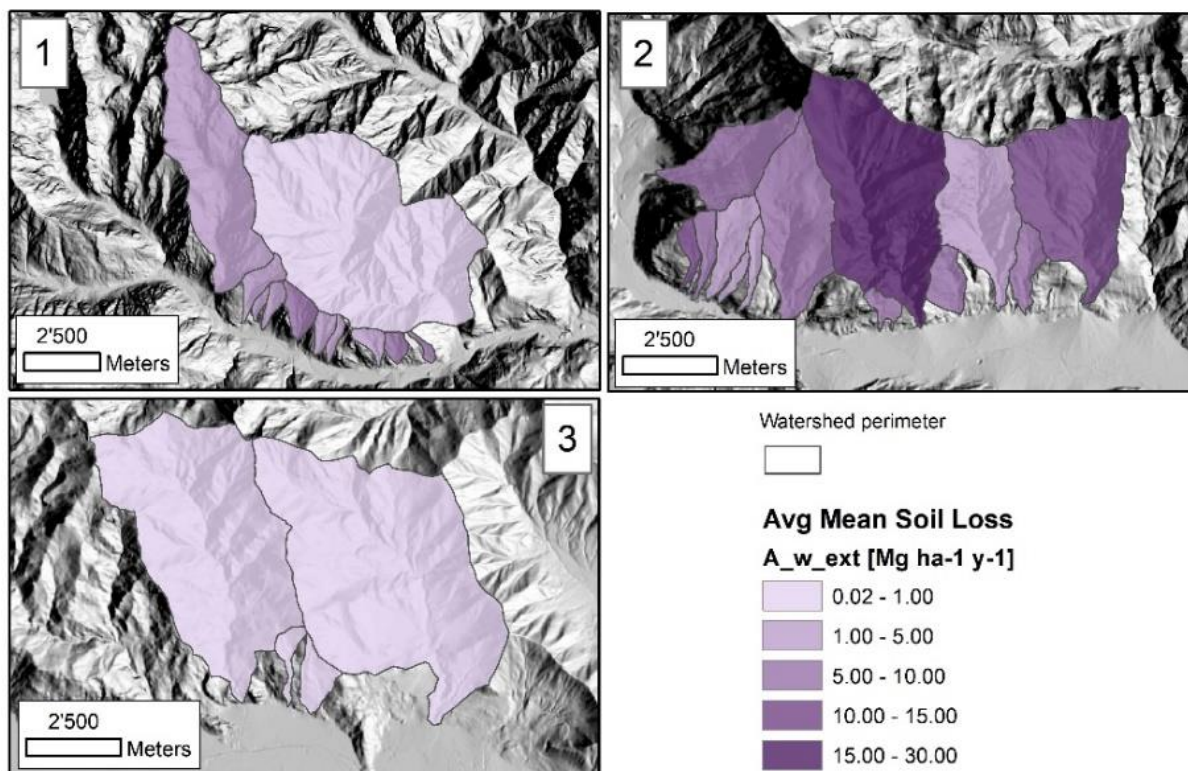 1
2'500
Meters
2
2'500
Meters
3
2'500
Meters
Watershed perimeter
Avg Mean Soil Loss
A_w_ext [Mg ha-1 y-1]
0.02 - 1.00
1.00 - 5.00
5.00 - 10.00
10.00 - 15.00
15.00 - 30.00